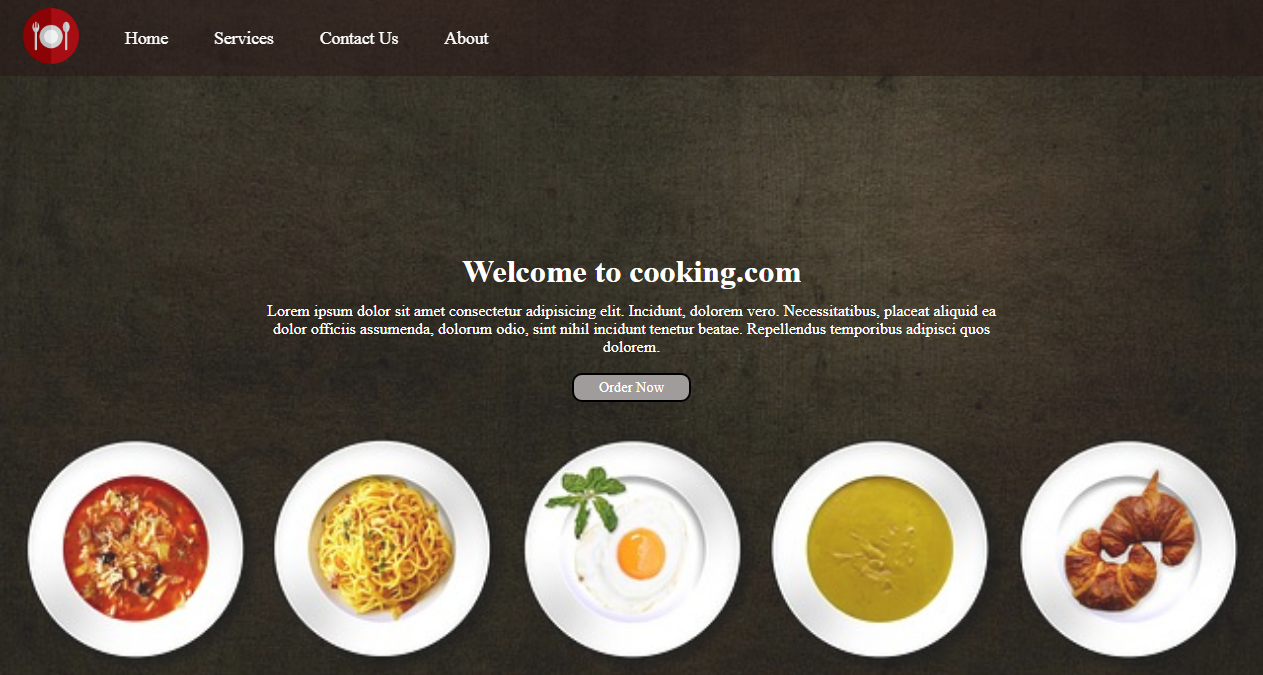 Home Services Contact Us About
Welcome to cooking.com
Lorem ipsum dolor sit amet consectetur adipisicing elit. Incidunt, dolorem vero. Necessitatibus, placeat aliquid ea
dolor officiis assumenda, dolorum odio, sint nihil incidunt tenetur beatae. Repellendus temporibus adipisci quos
dolorem.
Order Now